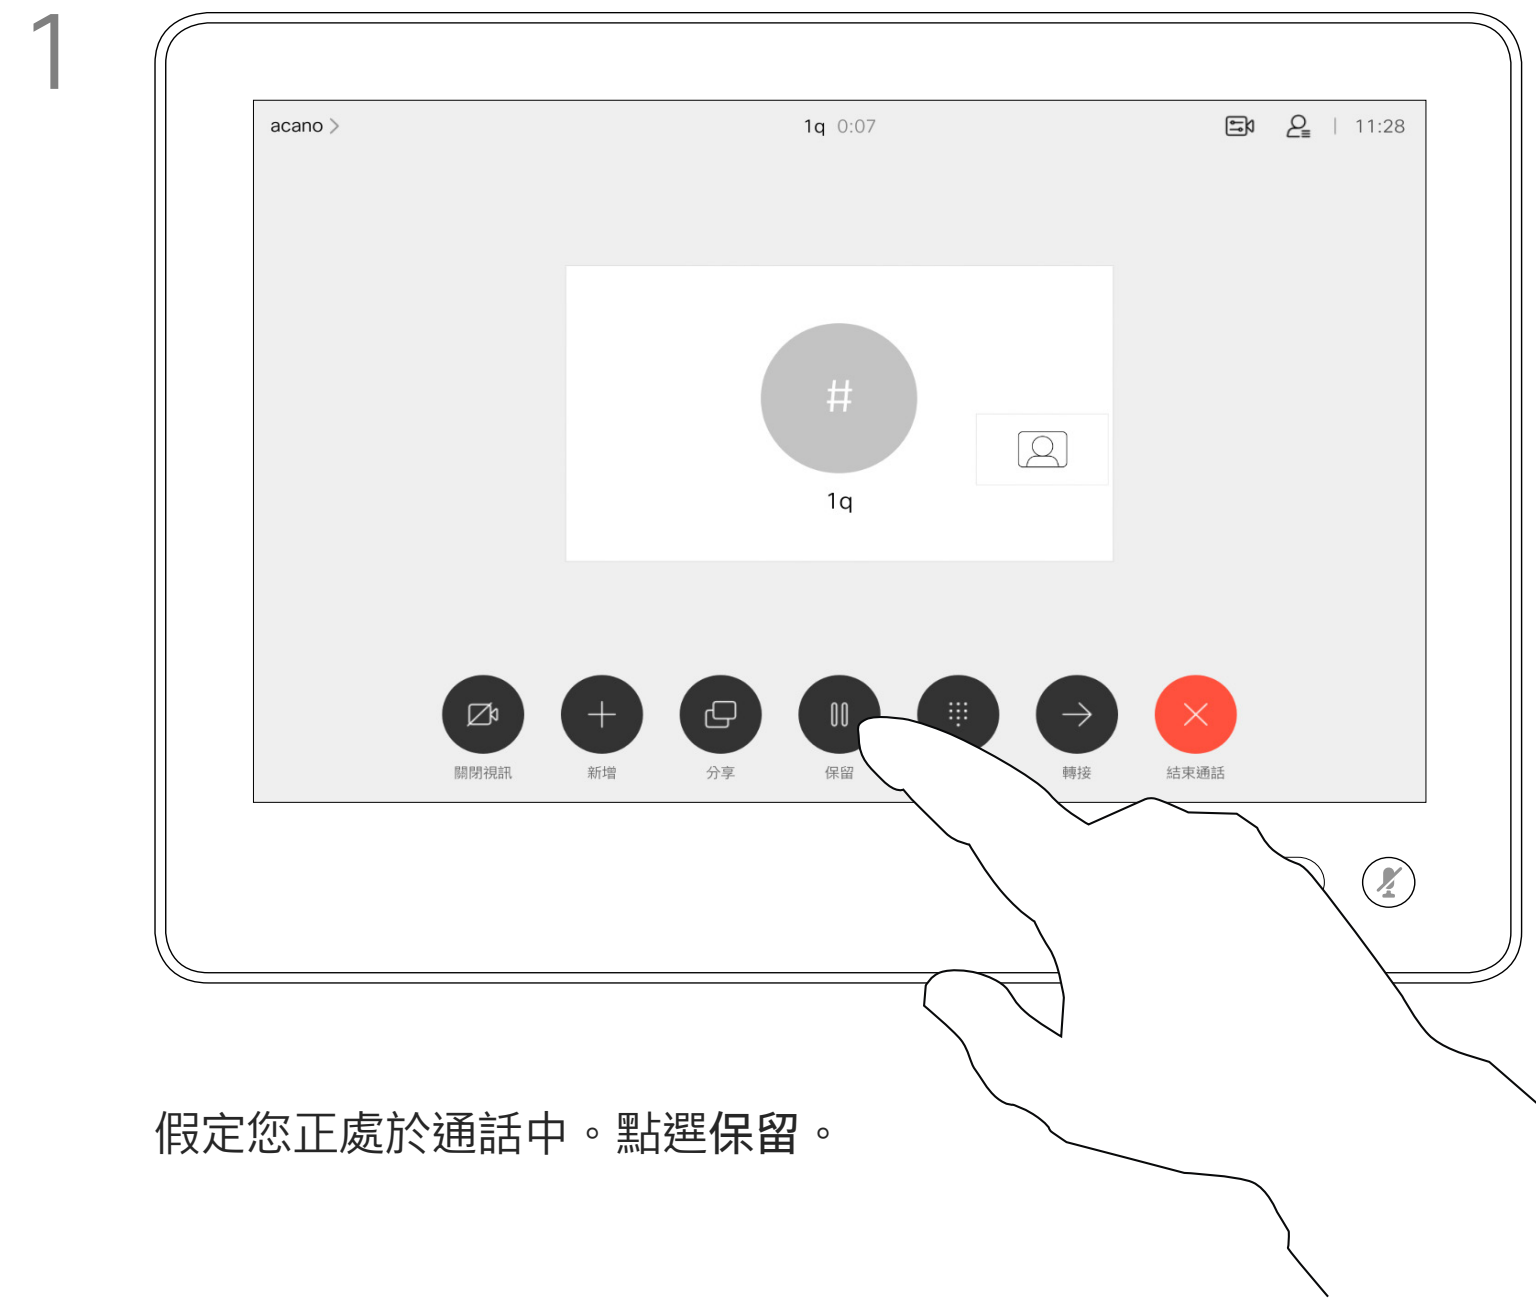 1
acano
1q 0:07
11:28
#
1q
關閉視訊
新增
分享
保留
轉接
結束通話
假定您正處於通話中。點選保留。